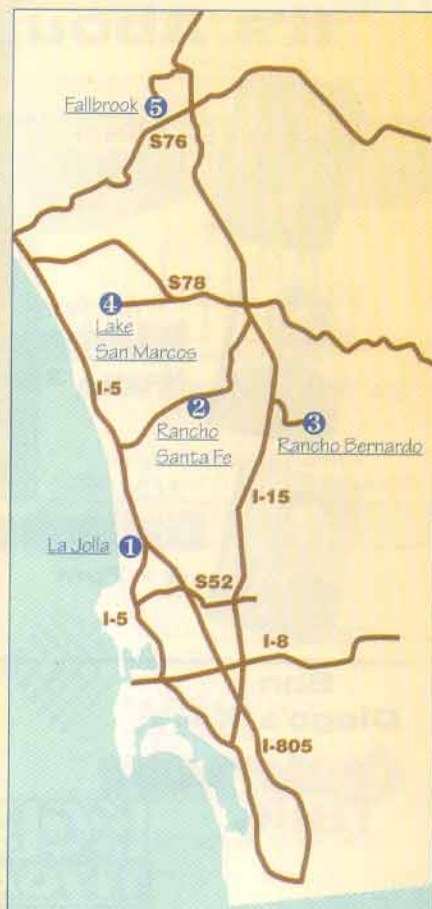 Fallbrook 5
S76
S78
4
Lake
San Marcos
I-5
2
Rancho
Santa Fe
3
Rancho Bernardo
I-15
La Jolla 1
S52
I-5
I-8
I-805